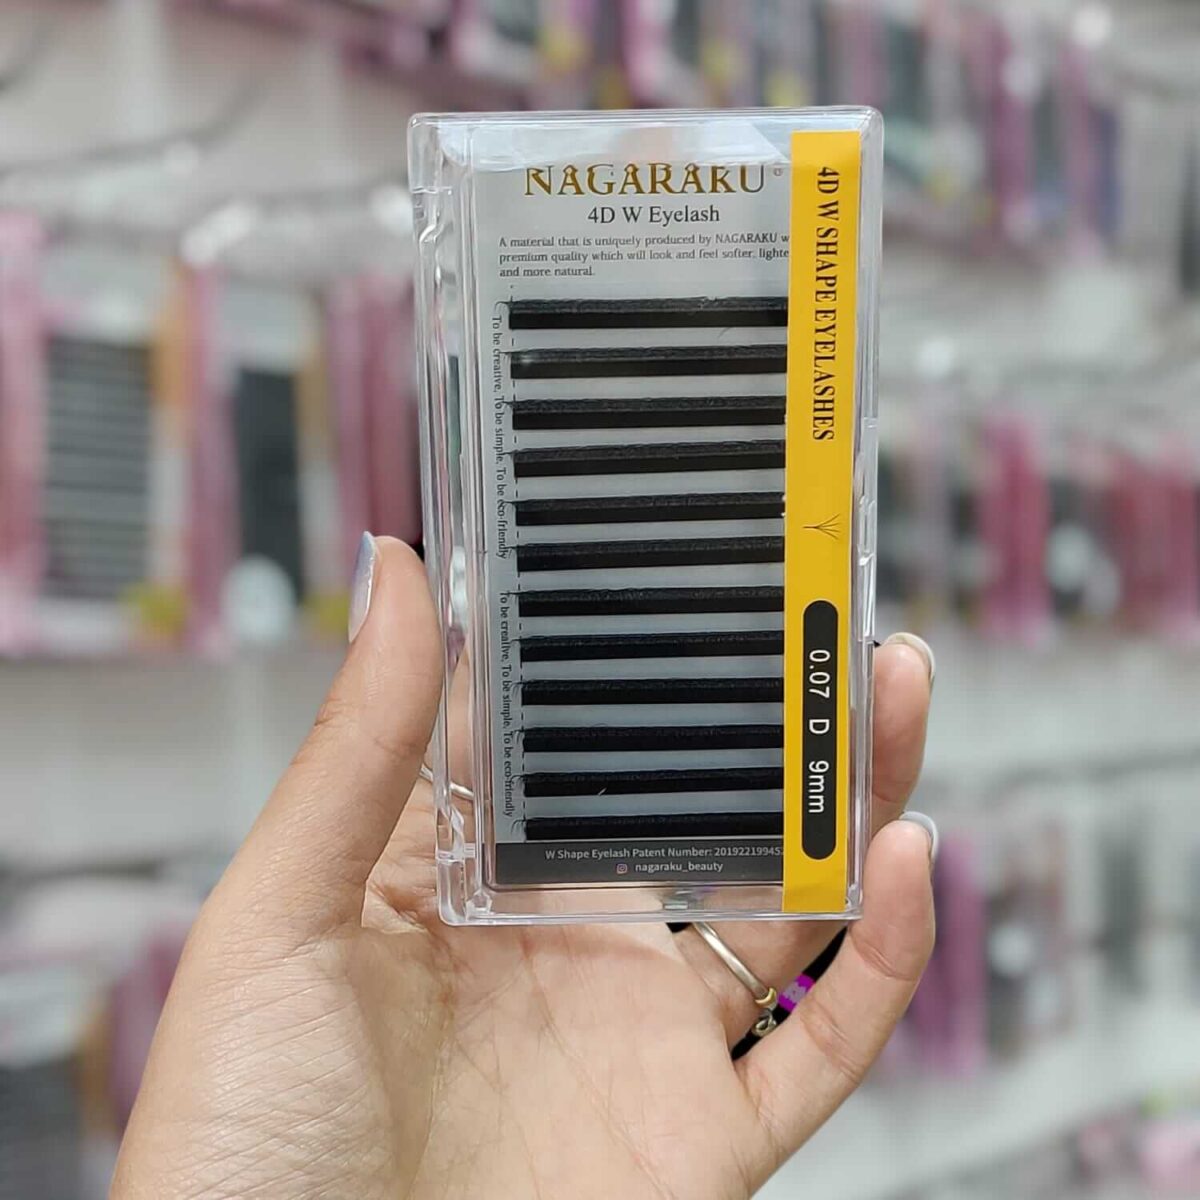 NAGARAKU
4D W Eyelash
A material that is uniquely produced by NAGARAKU w
premium quality which will look and feel softer, lighte
and more natural.
To be creative, To be simple, To be eco-friendly
To be creative, To be simple, To be eco-friendly
W Shape Eyelash Patent Number: 2019221994
nagaraku_beauty
4D W SHAPE EYELASHES
0.07 D 9mm